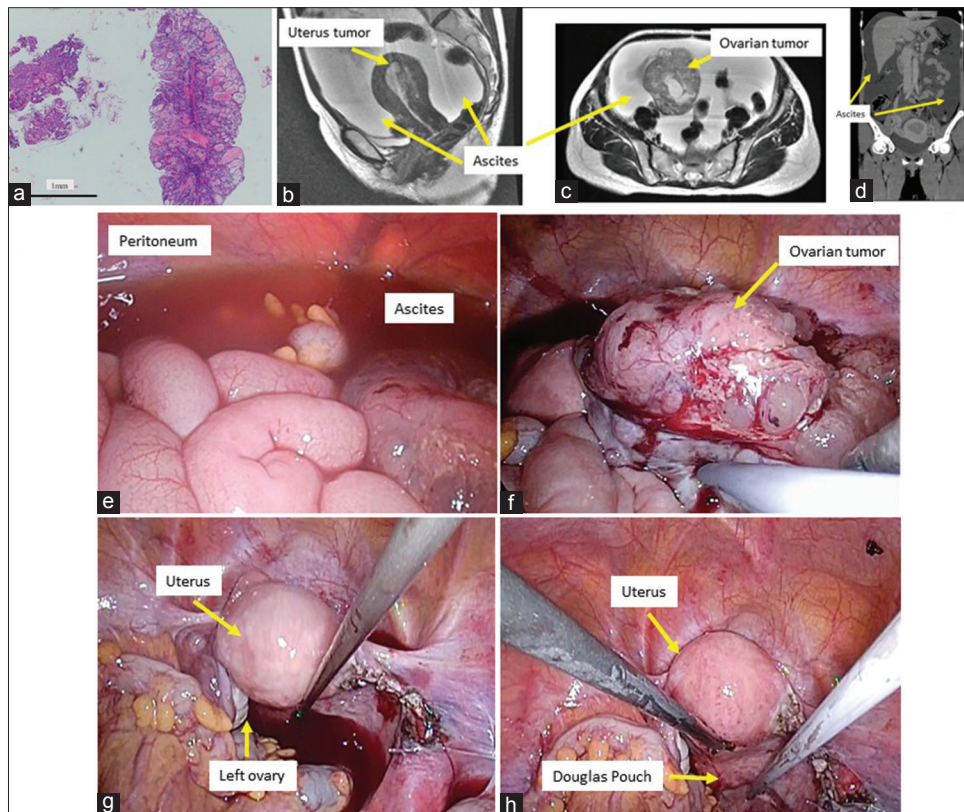 Uterus tumor
Ovarian tumor
Ascites
Ascites
1mm
a
b
c
d
Peritoneum
Ascites
Ovarian tumor
e
f
Uterus
Left ovary
Uterus
Douglas Pouch
g
h